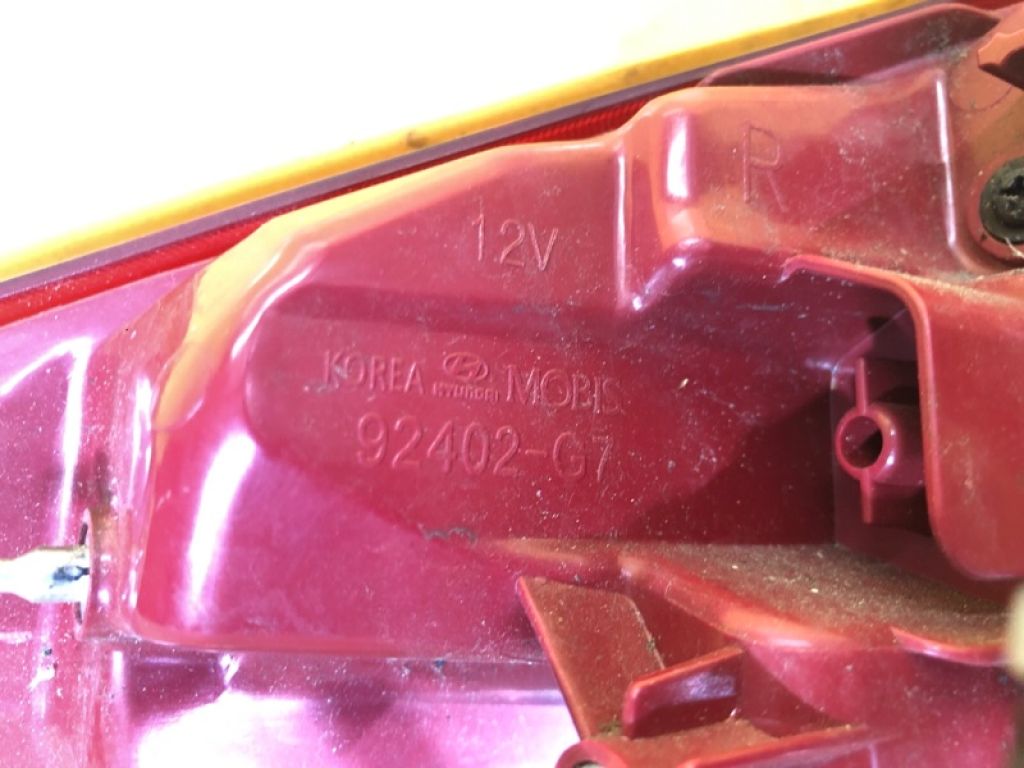 R
12V
KOREA HYUNDAI MOBIS
92402-G7